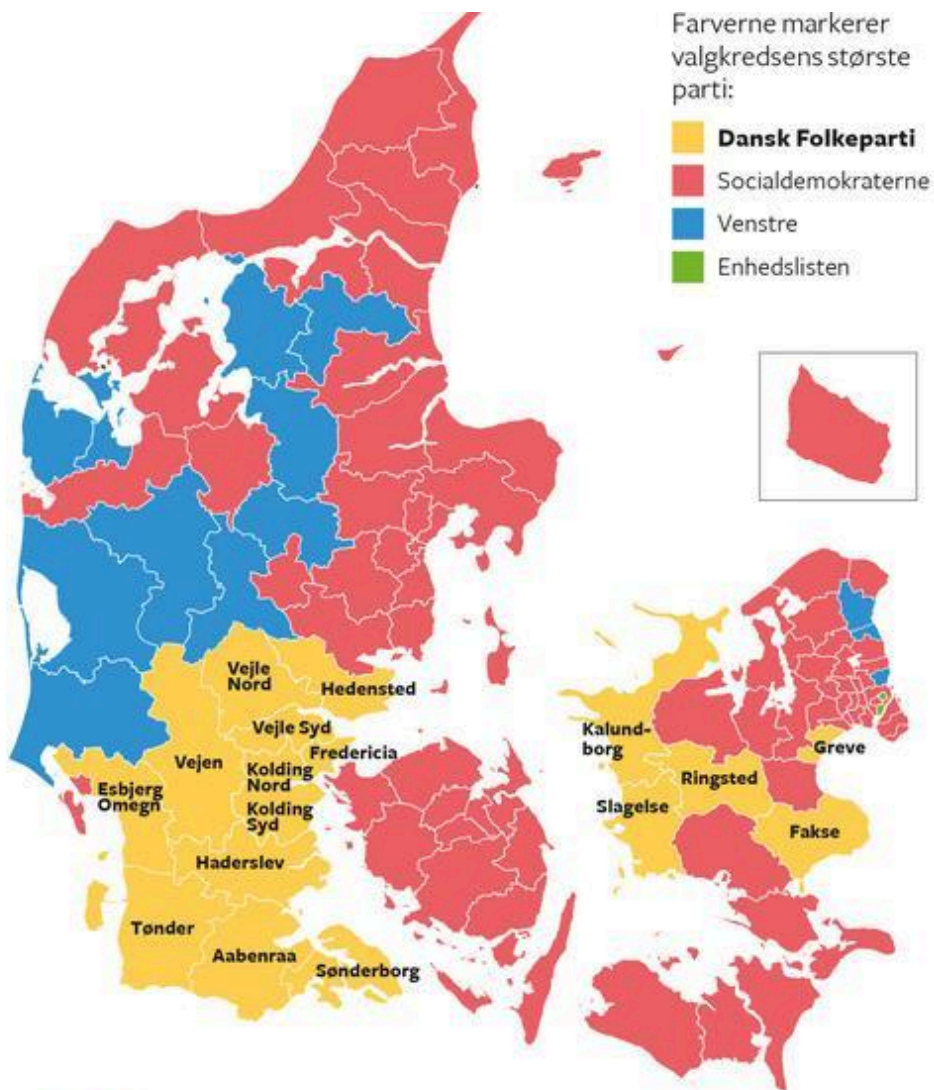 Farverne markerer
valgkredsens største
parti:
Dansk Folkeparti
Socialdemokraterne
Venstre
Enhedslisten
Vejle
Nord
Hedensted
Vejle Syd
Fredericia
Vejen
Kolding
Nord
Esbjerg
Omegn
Kolding
Syd
Haderslev
Tønder
Aabenraa
Sønderborg
Kalund-
borg
Greve
Ringsted
Slagelse
Fakse